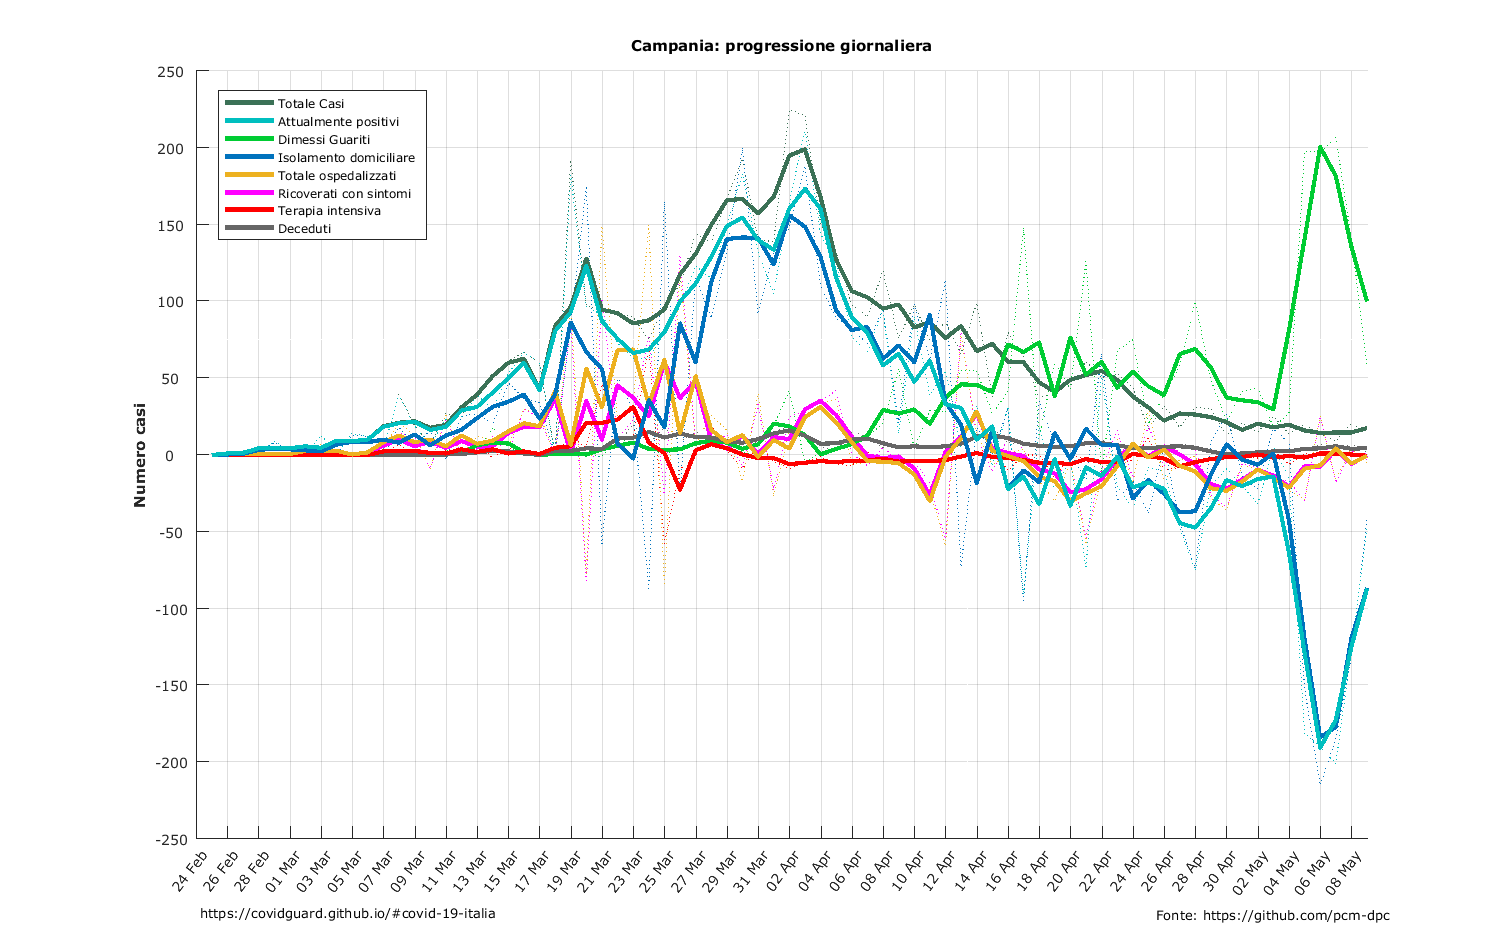 Campania: progressione giornaliera
250
200
150
100
50
0
-50
-100
-150
-200
-250
Numero casi
Totale Casi
Attualmente positivi
Dimessi Guariti
Isolamento domiciliare
Totale ospedalizzati
Ricoverati con sintomi
Terapia intensiva
Deceduti
24 Feb
26 Feb
28 Feb
01 Mar
03 Mar
05 Mar
07 Mar
09 Mar
11 Mar
13 Mar
15 Mar
17 Mar
19 Mar
21 Mar
23 Mar
25 Mar
27 Mar
29 Mar
31 Mar
02 Apr
04 Apr
06 Apr
08 Apr
10 Apr
12 Apr
14 Apr
16 Apr
18 Apr
20 Apr
22 Apr
24 Apr
26 Apr
28 Apr
30 Apr
02 May
04 May
06 May
08 May
https://covidguard.github.io/#covid-19-italia
Fonte: https://github.com/pcm-dpc